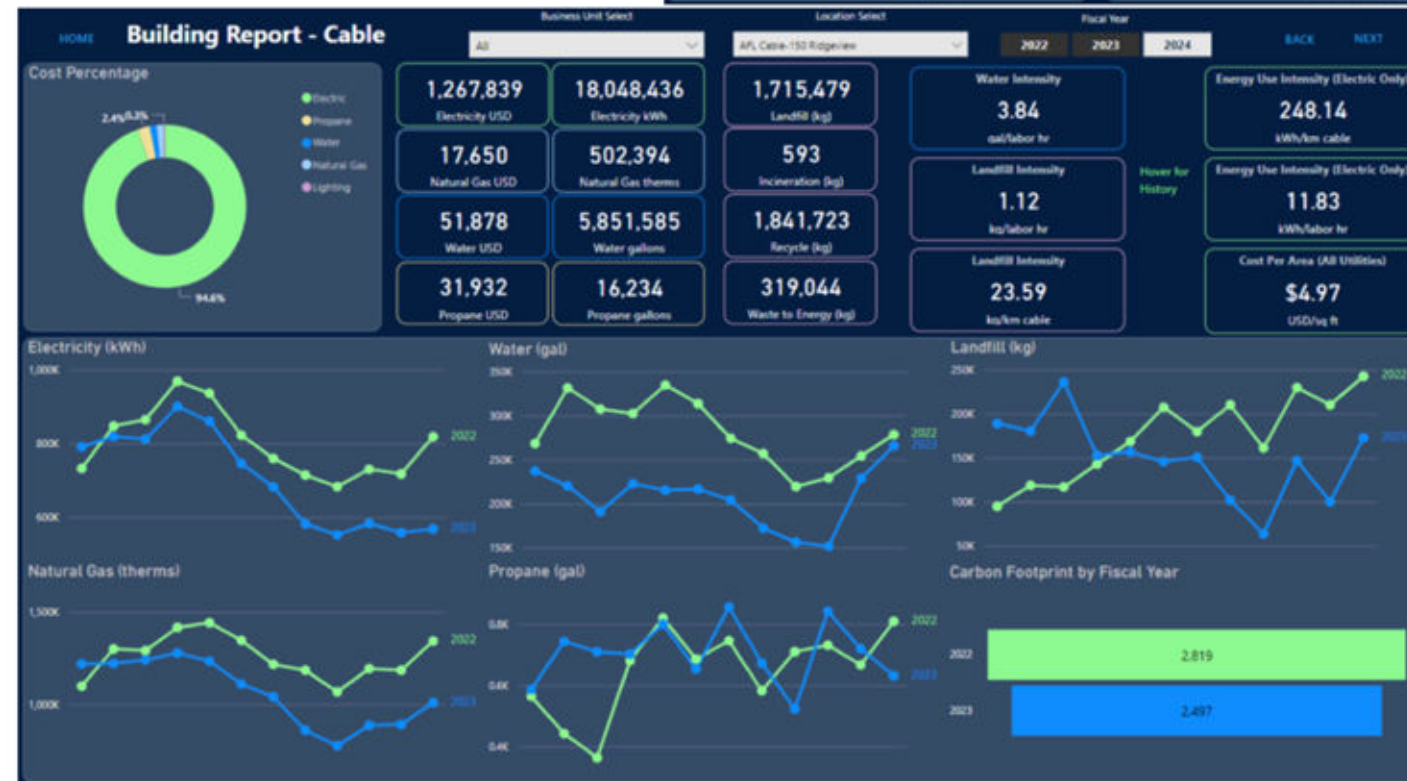 Business Unit Select
Location Select
Fiscal Year
HOME
Building Report - Cable
All
AFL Cable-150 Ridgeview
2022
2023
2024
BACK
NEXT
Cost Percentage
2.4%
0.3%
94.6%
Electric
Propane
Water
Natural Gas
Lighting
1,267,839
Electricity USD
18,048,436
Electricity kWh
17,650
Natural Gas USD
502,394
Natural Gas therms
51,878
Water USD
5,851,585
Water gallons
31,932
Propane USD
16,234
Propane gallons
1,715,479
Landfill (kg)
593
Incineration (kg)
1,841,723
Recycle (kg)
319,044
Waste to Energy (kg)
Water Intensity
3.84
gal/labor hr
Landfill Intensity
1.12
kg/labor hr
Landfill Intensity
23.59
kg/km cable
Hover for
History
Energy Use Intensity (Electric Only)
248.14
kWh/km cable
Energy Use Intensity (Electric Only)
11.83
kWh/labor hr
Cost Per Area (All Utilities)
$4.97
USD/sq ft
Electricity (kWh)
1,000K
800K
600K
2022
2023
Water (gal)
350K
300K
250K
200K
150K
2022
2023
Landfill (kg)
250K
200K
150K
100K
50K
2022
2023
Natural Gas (therms)
1,500K
1,000K
2022
2023
Propane (gal)
0.8K
0.6K
0.4K
2022
2023
Carbon Footprint by Fiscal Year
2022
2,819
2023
2,497